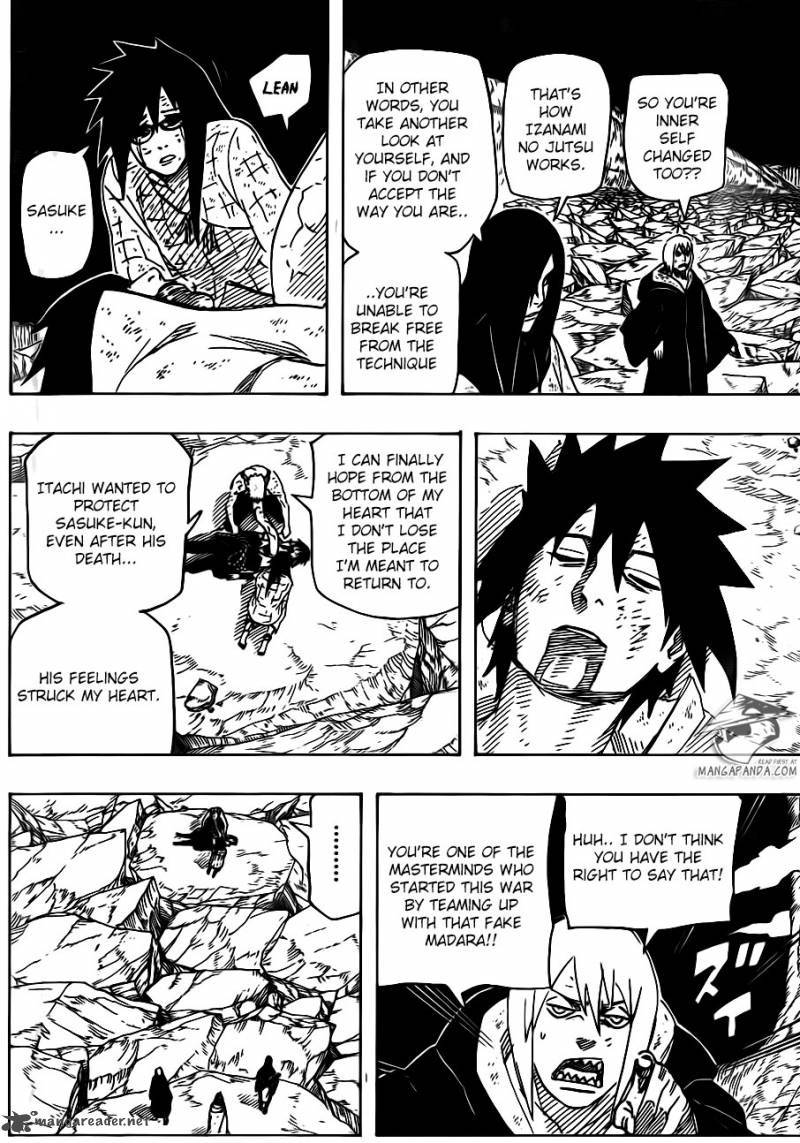 SO YOU'RE
INNER
SELF
CHANGED
TOO??
THAT'S
HOW
IZANAMI
NO JUTSU
WORKS.
IN OTHER
WORDS, YOU
TAKE ANOTHER
LOOK AT
YOURSELF, AND
IF YOU DON'T
ACCEPT THE
WAY YOU ARE..
..YOU'RE
UNABLE TO
BREAK FREE
FROM THE
TECHNIQUE
LEAN
SASUKE
...
I CAN FINALLY
HOPE FROM THE
BOTTOM OF MY
HEART THAT
I DON'T LOSE
THE PLACE
I'M MEANT
TO RETURN TO.
ITACHI WANTED TO
PROTECT
SASUKE-KUN,
EVEN AFTER HIS
DEATH...
HIS FEELINGS
STRUCK MY HEART.
READ FIRST AT
MANGAPANDA.COM
HUH.. I DON'T THINK
YOU HAVE THE
RIGHT TO SAY THAT!
YOU'RE ONE OF THE
MASTERMINDS WHO
STARTED THIS WAR
BY TEAMING UP
WITH THAT FAKE
MADARA!!
ズイ
........
mangareader.net